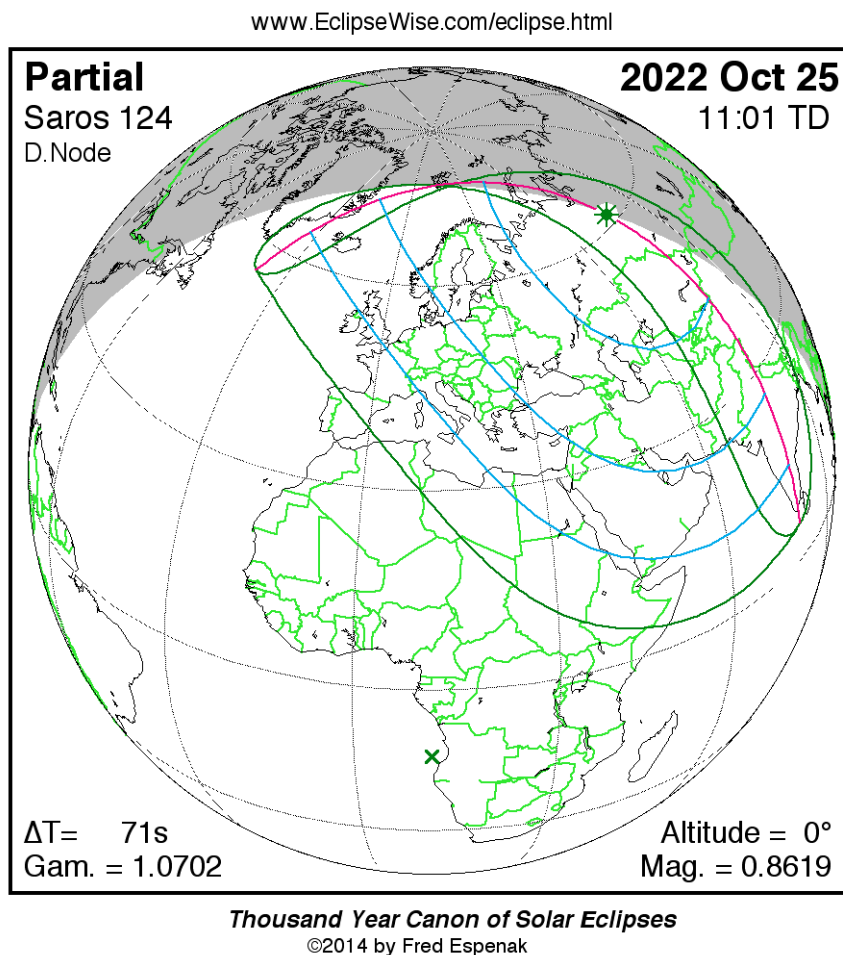 www.EclipseWise.com/eclipse.html
Partial
2022 Oct 25
Saros 124
11:01 TD
D.Node
ΔT= 71s
Altitude = 0°
Gam. = 1.0702
Mag. = 0.8619
Thousand Year Canon of Solar Eclipses
©2014 by Fred Espenak